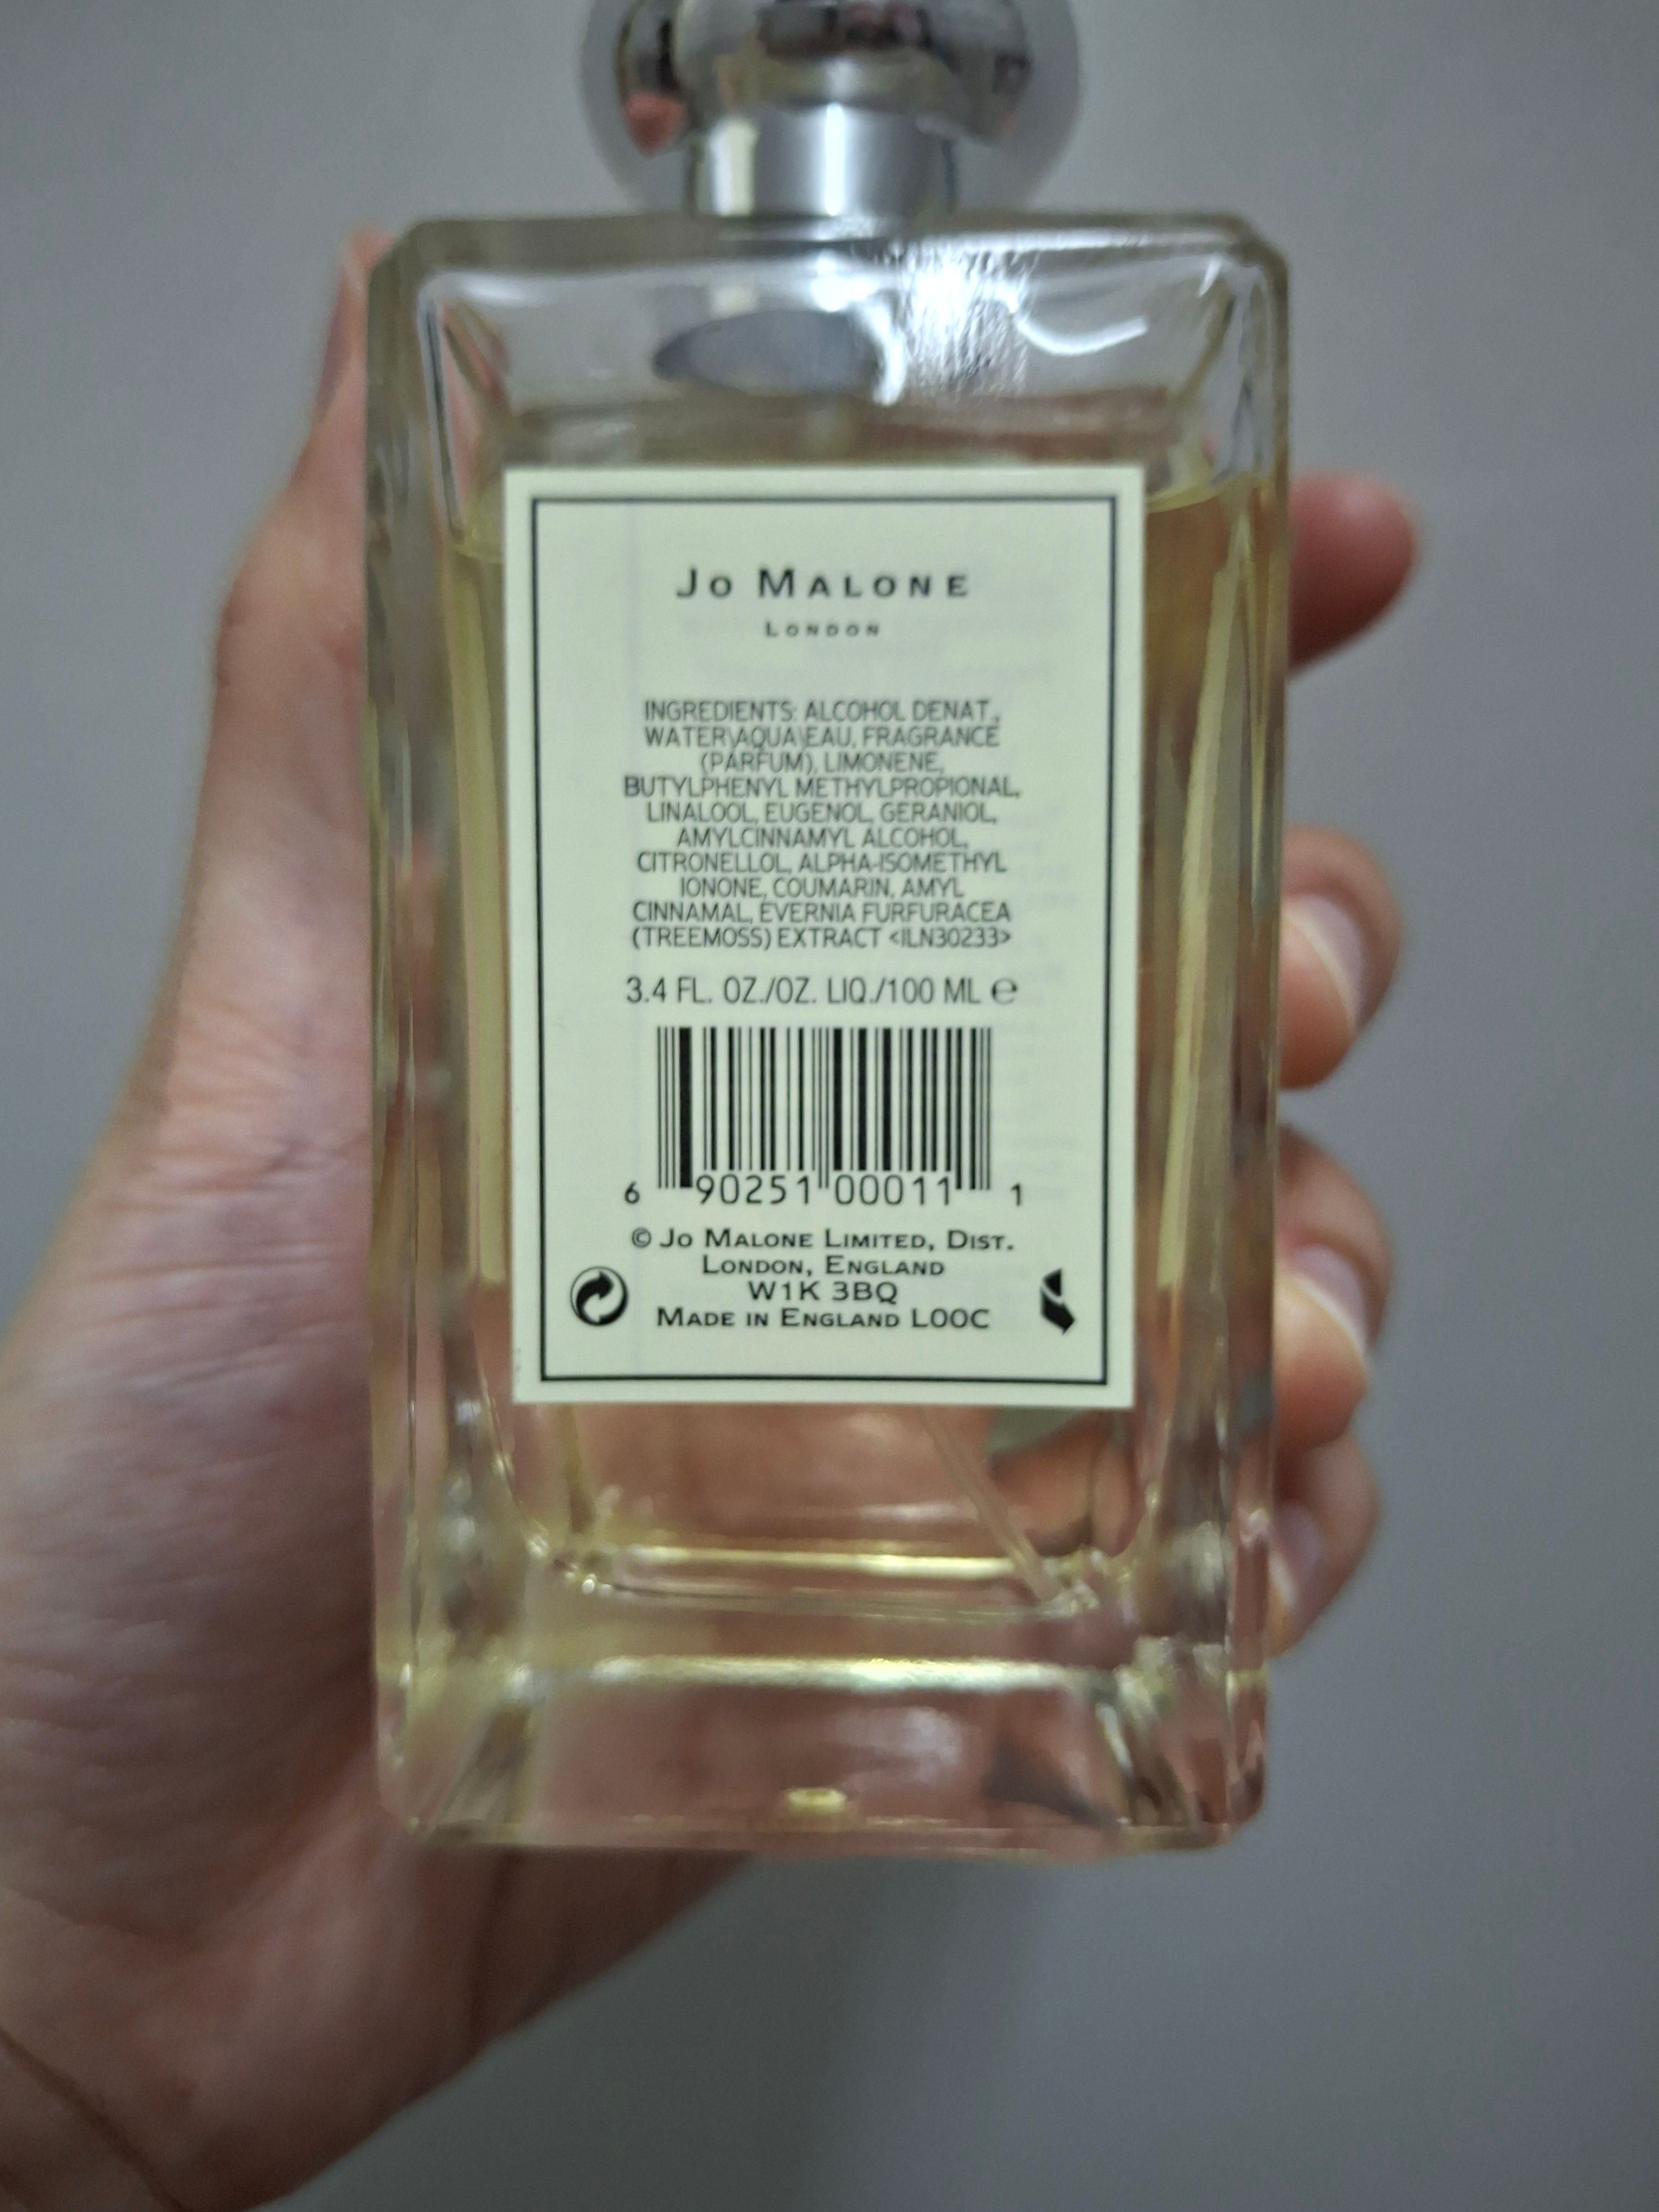 Jo Malone
London
INGREDIENTS: ALCOHOL DENAT.,
WATER\AQUA\EAU, FRAGRANCE
(PARFUM), LIMONENE,
BUTYLPHENYL METHYLPROPIONAL,
LINALOOL, EUGENOL, GERANIOL,
AMYLCINNAMYL ALCOHOL,
CITRONELLOL, ALPHA-ISOMETHYL
IONONE, COUMARIN, AMYL
CINNAMAL, EVERNIA FURFURACEA
(TREEMOSS) EXTRACT <ILN30233>
3.4 FL. OZ./OZ. LIQ./100 ML ℮
6 90251 00011 1
© Jo Malone Limited, Dist.
London, England
W1K 3BQ
Made in England L00C